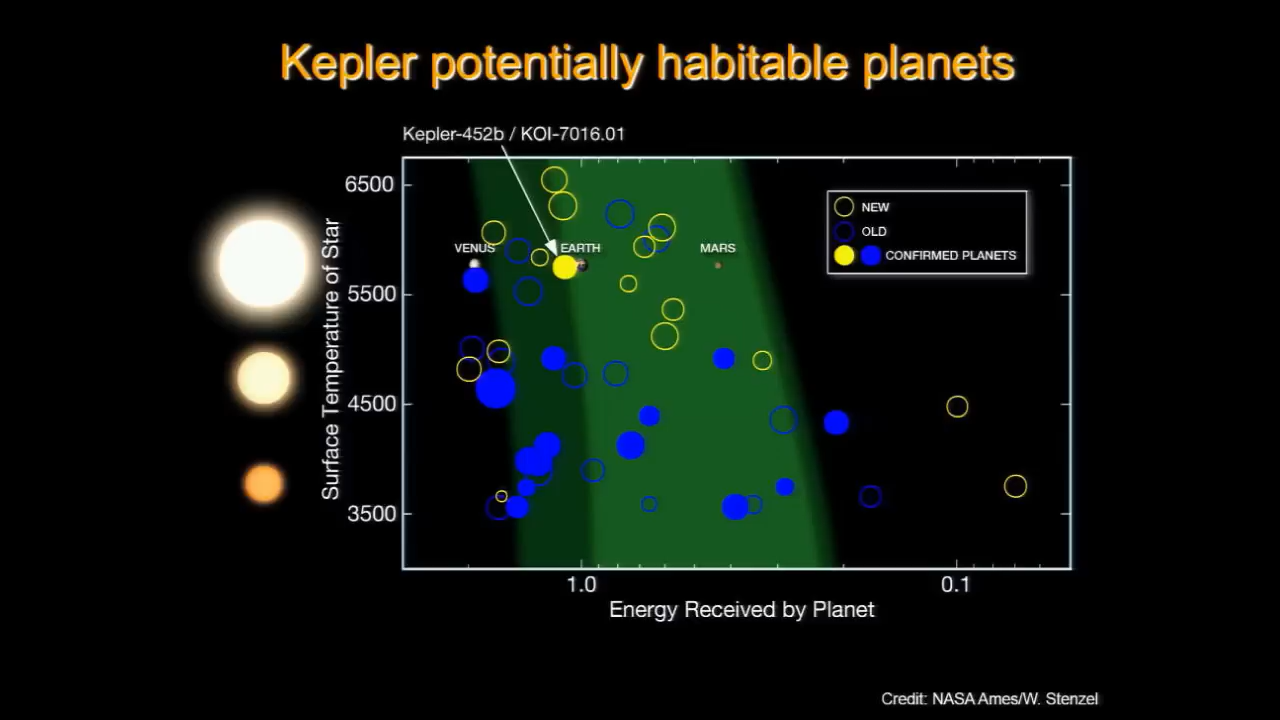 Kepler potentially habitable planets
Kepler-452b / KOI-7016.01
6500
5500
4500
3500
Surface Temperature of Star
VENUS
EARTH
MARS
NEW
OLD
CONFIRMED PLANETS
1.0
0.1
Energy Received by Planet
Credit: NASA Ames/W. Stenzel